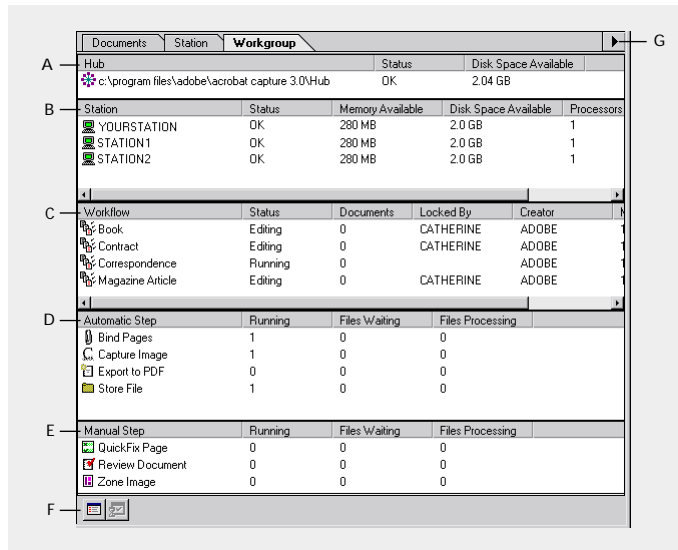 Documents Station Workgroup G
A Hub Status Disk Space Available
c:\program files\adobe\acrobat capture 3.0\Hub OK 2.04 GB
B Station Status Memory Available Disk Space Available Processors
YOURSTATION OK 280 MB 2.0 GB 1
STATION1 OK 280 MB 2.0 GB 1
STATION2 OK 280 MB 2.0 GB 1
C Workflow Status Documents Locked By Creator
Book Editing 0 CATHERINE ADOBE 1
Contract Editing 0 CATHERINE ADOBE 1
Correspondence Running 0 ADOBE 1
Magazine Article Editing 0 CATHERINE ADOBE 1
D Automatic Step Running Files Waiting Files Processing
Bind Pages 1 0 0
Capture Image 1 0 0
Export to PDF 0 0 0
Store File 1 0 0
E Manual Step Running Files Waiting Files Processing
QuickFix Page 0 0 0
Review Document 0 0 0
Zone Image 0 0 0
F